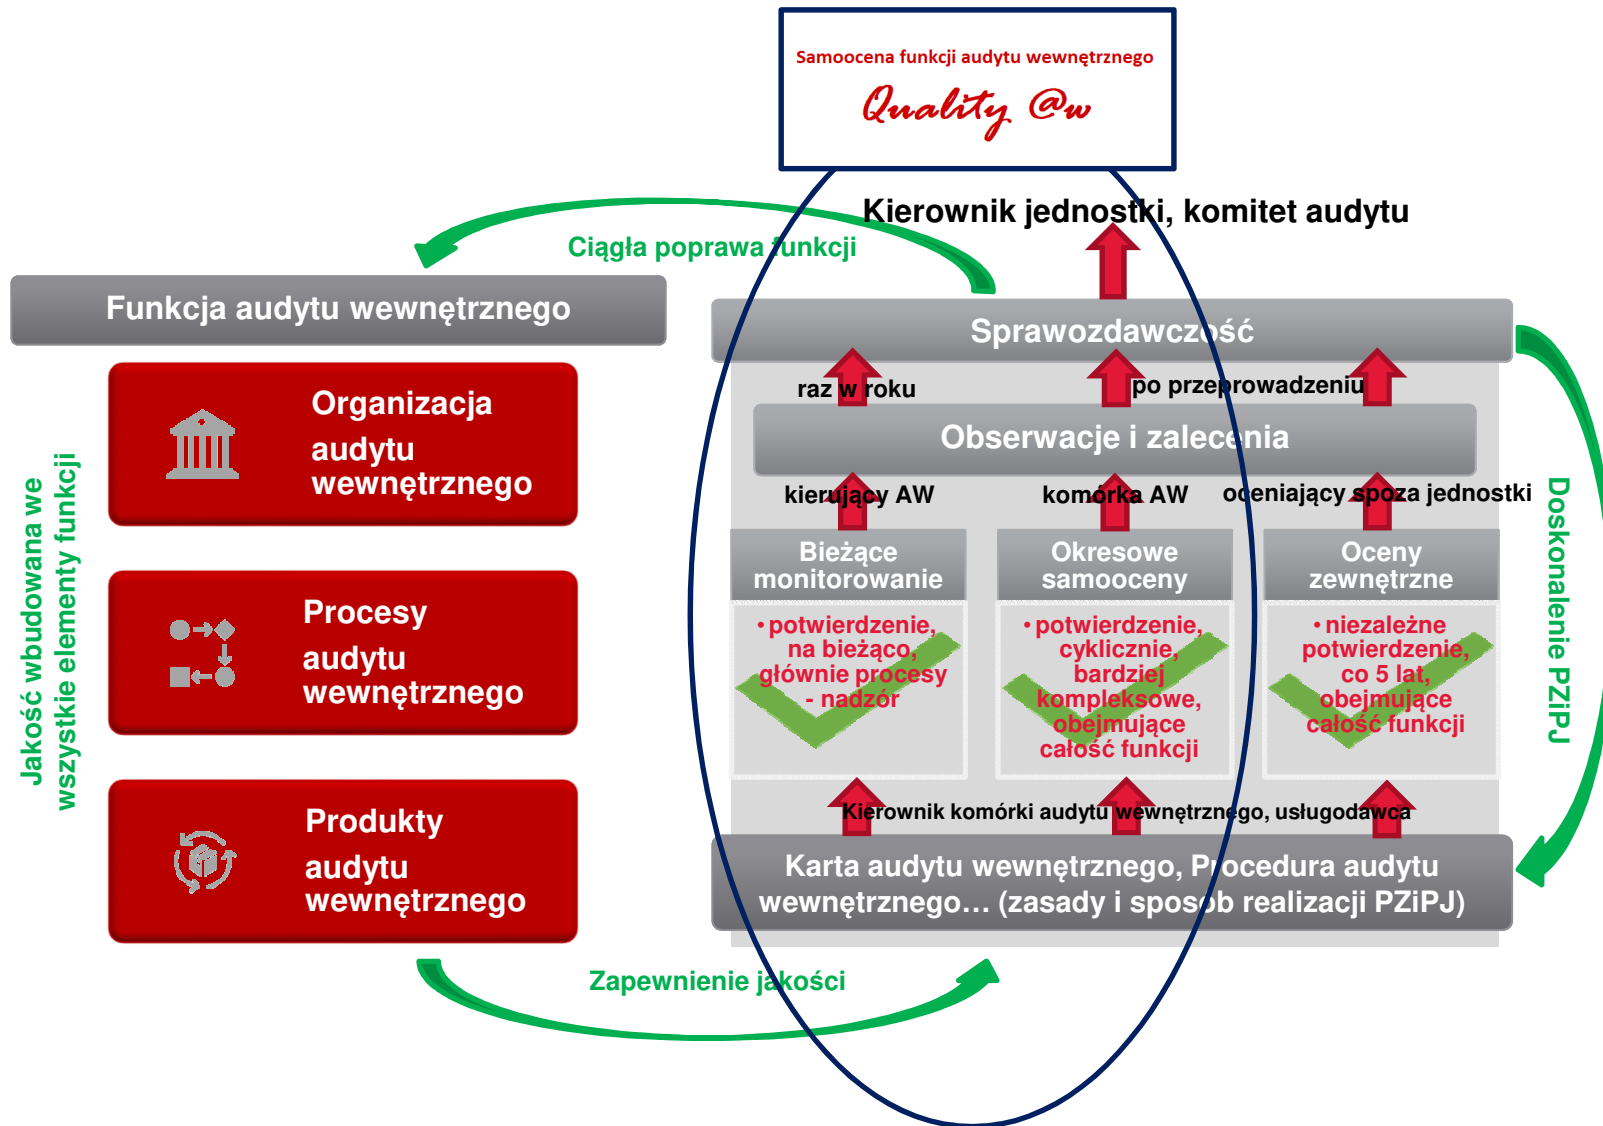 Samoocena funkcji audytu wewnętrznego
Quality @w
Kierownik jednostki, komitet audytu
Ciągła poprawa funkcji
Funkcja audytu wewnętrznego
Organizacja
audytu
wewnętrznego
Procesy
audytu
wewnętrznego
Produkty
audytu
wewnętrznego
Jakość wbudowana we
wszystkie elementy funkcji
Zapewnienie jakości
Sprawozdawczość
raz w roku
po przeprowadzeniu
Obserwacje i zalecenia
kierujący AW
komórka AW
oceniający spoza jednostki
Bieżące
monitorowanie
Okresowe
samooceny
Oceny
zewnętrzne
• potwierdzenie,
na bieżąco,
głównie procesy
- nadzór
• potwierdzenie,
cyklicznie,
bardziej
kompleksowe,
obejmujące
całość funkcji
• niezależne
potwierdzenie,
co 5 lat,
obejmujące
całość funkcji
Kierownik komórki audytu wewnętrznego, usługodawca
Karta audytu wewnętrznego, Procedura audytu
wewnętrznego… (zasady i sposób realizacji PZiPJ)
Doskonalenie PZiPJ